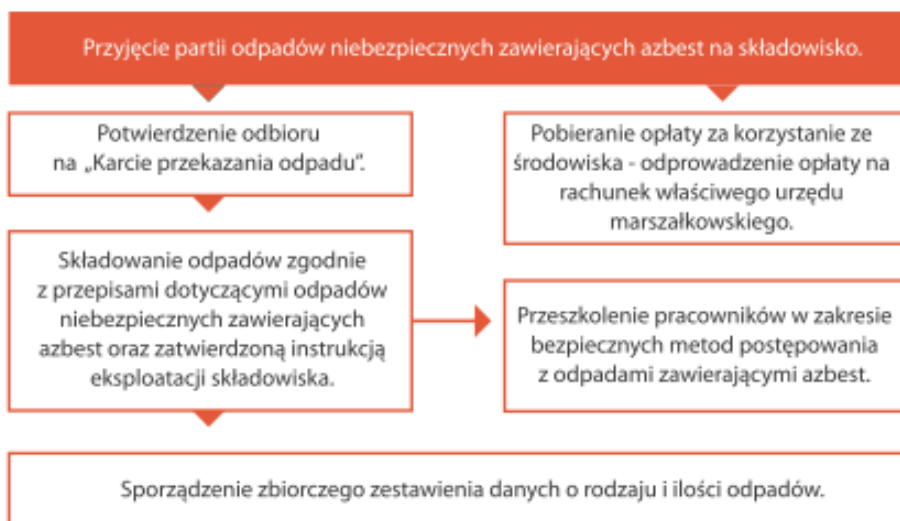 Przyjęcie partii odpadów niebezpiecznych zawierających azbest na składowisko.
Potwierdzenie odbioru
na „Karcie przekazania odpadu”.
Pobieranie opłaty za korzystanie ze
środowiska - odprowadzenie opłaty na
rachunek właściwego urzędu
marszałkowskiego.
Składowanie odpadów zgodnie
z przepisami dotyczącymi odpadów
niebezpiecznych zawierających
azbest oraz zatwierdzoną instrukcją
eksploatacji składowiska.
Przeszkolenie pracowników w zakresie
bezpiecznych metod postępowania
z odpadami zawierającymi azbest.
Sporządzenie zbiorczego zestawienia danych o rodzaju i ilości odpadów.